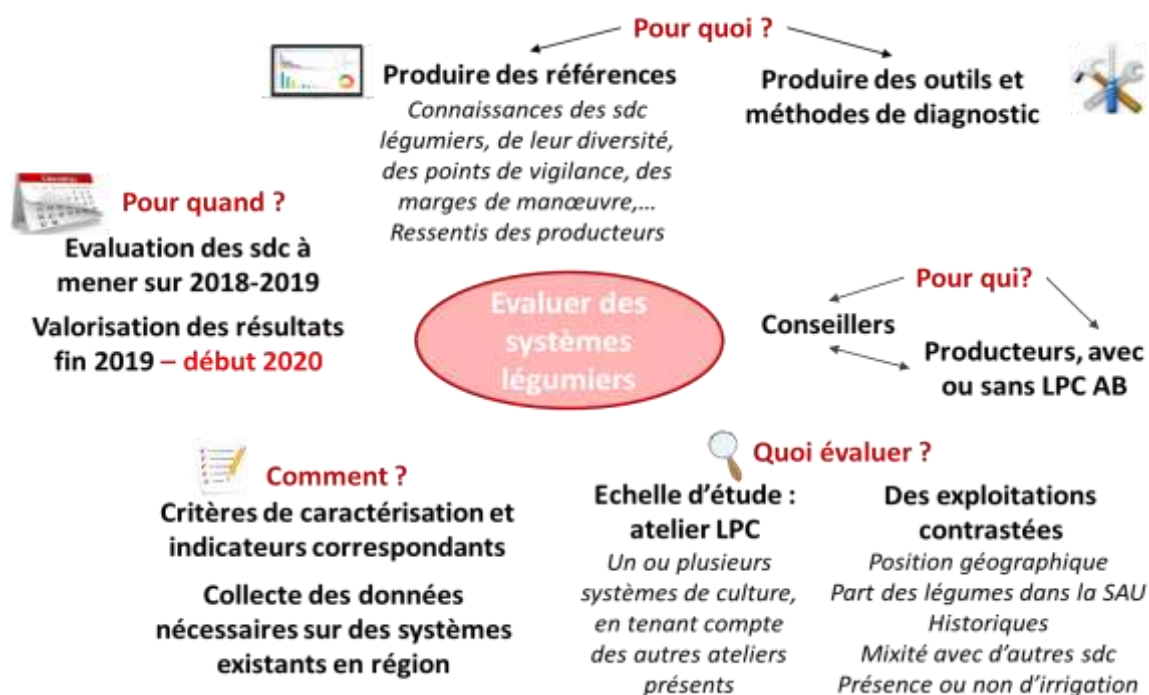 Pour quoi ?
Produire des références
Connaissances des sdc
légumiers, de leur diversité,
des points de vigilance, des
marges de manœuvre,...
Ressentis des producteurs
Produire des outils et
méthodes de diagnostic
Pour quand ?
Evaluation des sdc à
mener sur 2018-2019
Valorisation des résultats
fin 2019 – début 2020
Evaluer des
systèmes
légumiers
Pour qui?
Conseillers
Producteurs, avec
ou sans LPC AB
Comment ?
Critères de caractérisation et
indicateurs correspondants
Collecte des données
nécessaires sur des systèmes
existants en région
Quoi évaluer ?
Echelle d'étude :
atelier LPC
Un ou plusieurs
systèmes de culture,
en tenant compte
des autres ateliers
présents
Des exploitations
contrastées
Position géographique
Part des légumes dans la SAU
Historiques
Mixité avec d'autres sdc
Présence ou non d'irrigation